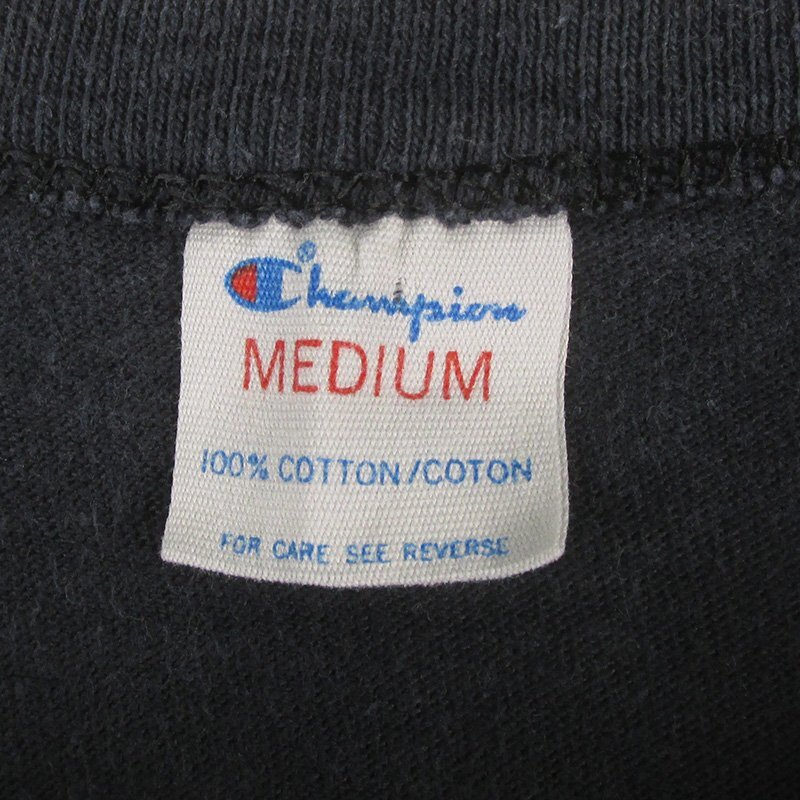 Champion®
MEDIUM
100% COTTON/COTON
FOR CARE SEE REVERSE